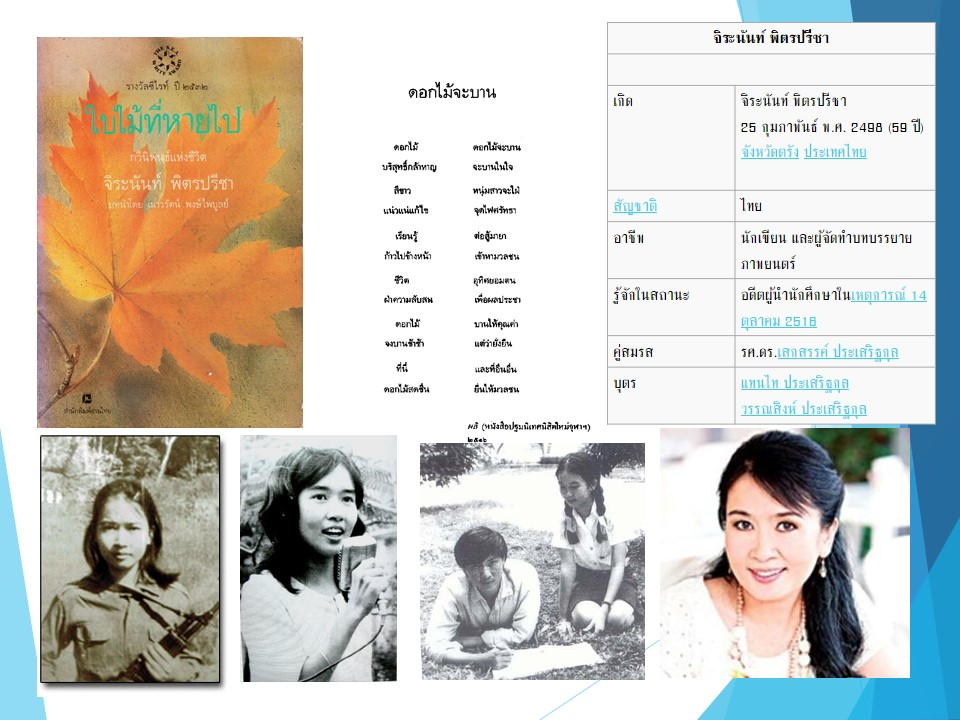 THE S.E.A. WRITE AWARD
รางวัลซีไรท์ ปี ๒๕๓๒
ใบไม้ที่หายไป
กวีนิพนธ์แห่งชีวิต
จิระนันท์ พิตรปรีชา
บทนำโดย เนาวรัตน์ พงษ์ไพบูลย์
สำนักพิมพ์อ่านไทย
ดอกไม้จะบาน
ดอกไม้ ดอกไม้จะบาน
บริสุทธิ์กล้าหาญ จะบานในใจ
สีขาว หนุ่มสาวจะใฝ่
แน่วแน่แก้ไข จุดไฟศรัทธา
เรียนรู้ ต่อสู้มายา
ก้าวไปข้างหน้า เข้าหามวลชน
ชีวิต อุทิศยอมตน
ฝ่าความสับสน เพื่อผลประชา
ดอกไม้ บานให้คุณค่า
จงบานช้าช้า แต่ว่ายั่งยืน
ที่นี่ และที่อื่นอื่น
ดอกไม้สดชื่น ยื่นให้มวลชน
(หนังสือปฐมนิเทศนิสิตใหม่จุฬาฯ)
๒๕๑๖
จิระนันท์ พิตรปรีชา
เกิด จิระนันท์ พิตรปรีชา
25 กุมภาพันธ์ พ.ศ. 2498 (59 ปี)
จังหวัดตรัง ประเทศไทย
สัญชาติ ไทย
อาชีพ นักเขียน และผู้จัดทำบทบรรยาย
ภาพยนตร์
รู้จักในสถานะ อดีตผู้นำนักศึกษาในเหตุการณ์ 14
ตุลาคม 2516
คู่สมรส รศ.ดร.เสกสรรค์ ประเสริฐกุล
บุตร แทนไท ประเสริฐกุล
วรรณสิงห์ ประเสริฐกุล